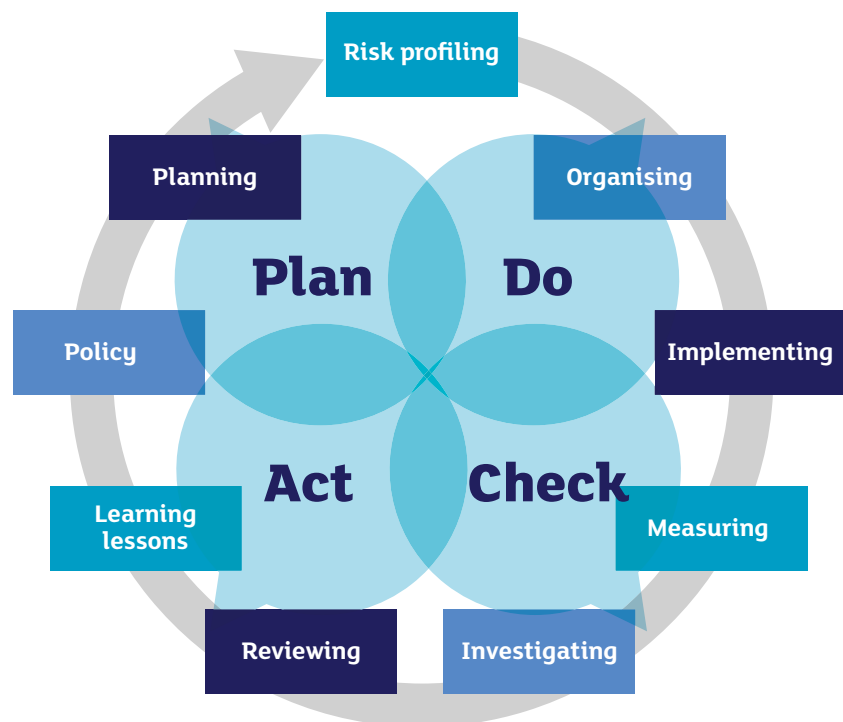 Risk profiling
Planning
Organising
Plan
Do
Policy
Implementing
Act
Check
Learning
lessons
Measuring
Reviewing
Investigating